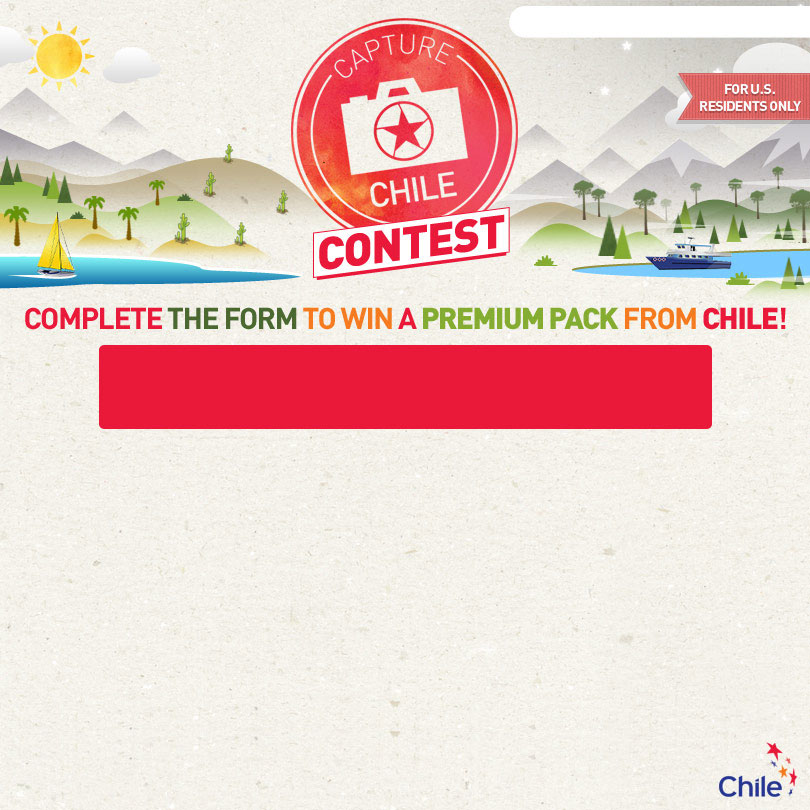 CAPTURE
CHILE
CONTEST
FOR U.S.
RESIDENTS ONLY
COMPLETE THE FORM TO WIN A PREMIUM PACK FROM CHILE!
Chile